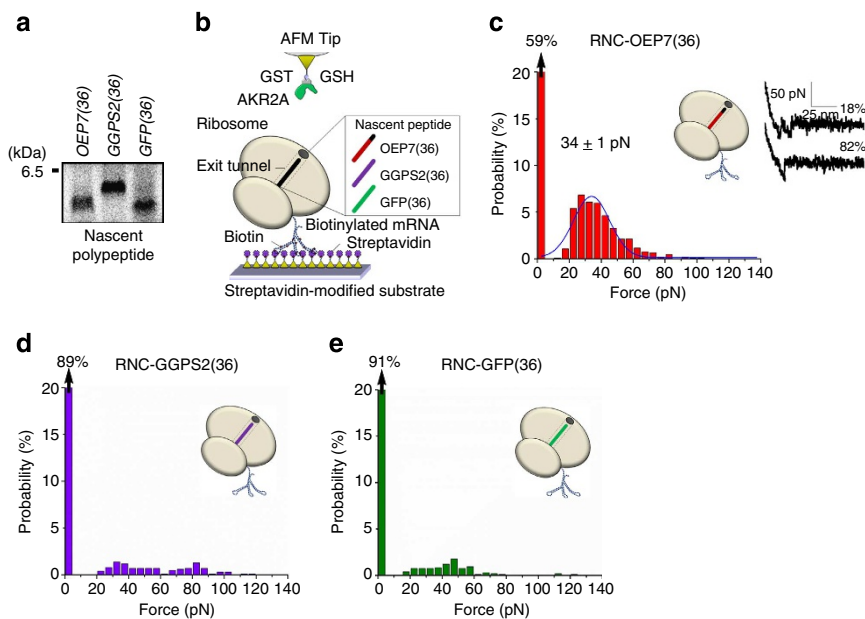 a
OEP7(36)
GGPS2(36)
GFP(36)
(kDa)
6.5
Nascent
polypeptide
b
AFM Tip
GST
GSH
AKR2A
Ribosome
Exit tunnel
Nascent peptide
OEP7(36)
GGPS2(36)
GFP(36)
Biotinylated mRNA
Biotin
Streptavidin
Streptavidin-modified substrate
c
59%
RNC-OEP7(36)
20
15
10
5
0
Probability (%)
34 ± 1 pN
50 pN
25 nm
18%
82%
0 20 40 60 80 100 120 140
Force (pN)
d
89%
RNC-GGPS2(36)
20
15
10
5
0
Probability (%)
0 20 40 60 80 100 120 140
Force (pN)
e
91%
RNC-GFP(36)
20
15
10
5
0
Probability (%)
0 20 40 60 80 100 120 140
Force (pN)